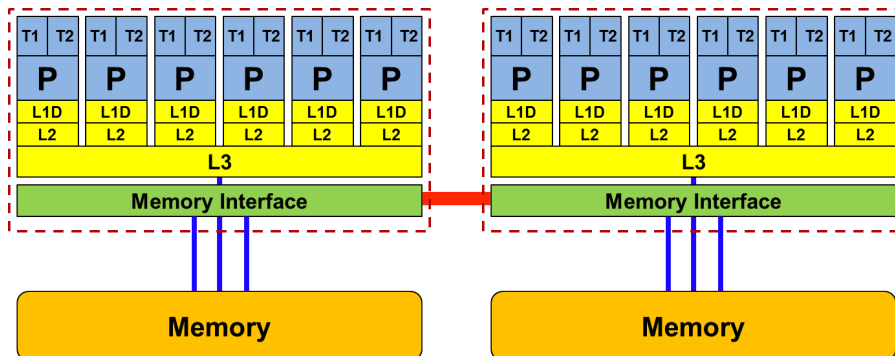 T1 T2 T1 T2 T1 T2 T1 T2 T1 T2 T1 T2 T1 T2 T1 T2 T1 T2 T1 T2 T1 T2 T1 T2
P P P P P P P P P P P P
L1D L1D L1D L1D L1D L1D L1D L1D L1D L1D L1D L1D
L2 L2 L2 L2 L2 L2 L2 L2 L2 L2 L2 L2
L3 L3
Memory Interface Memory Interface
Memory Memory